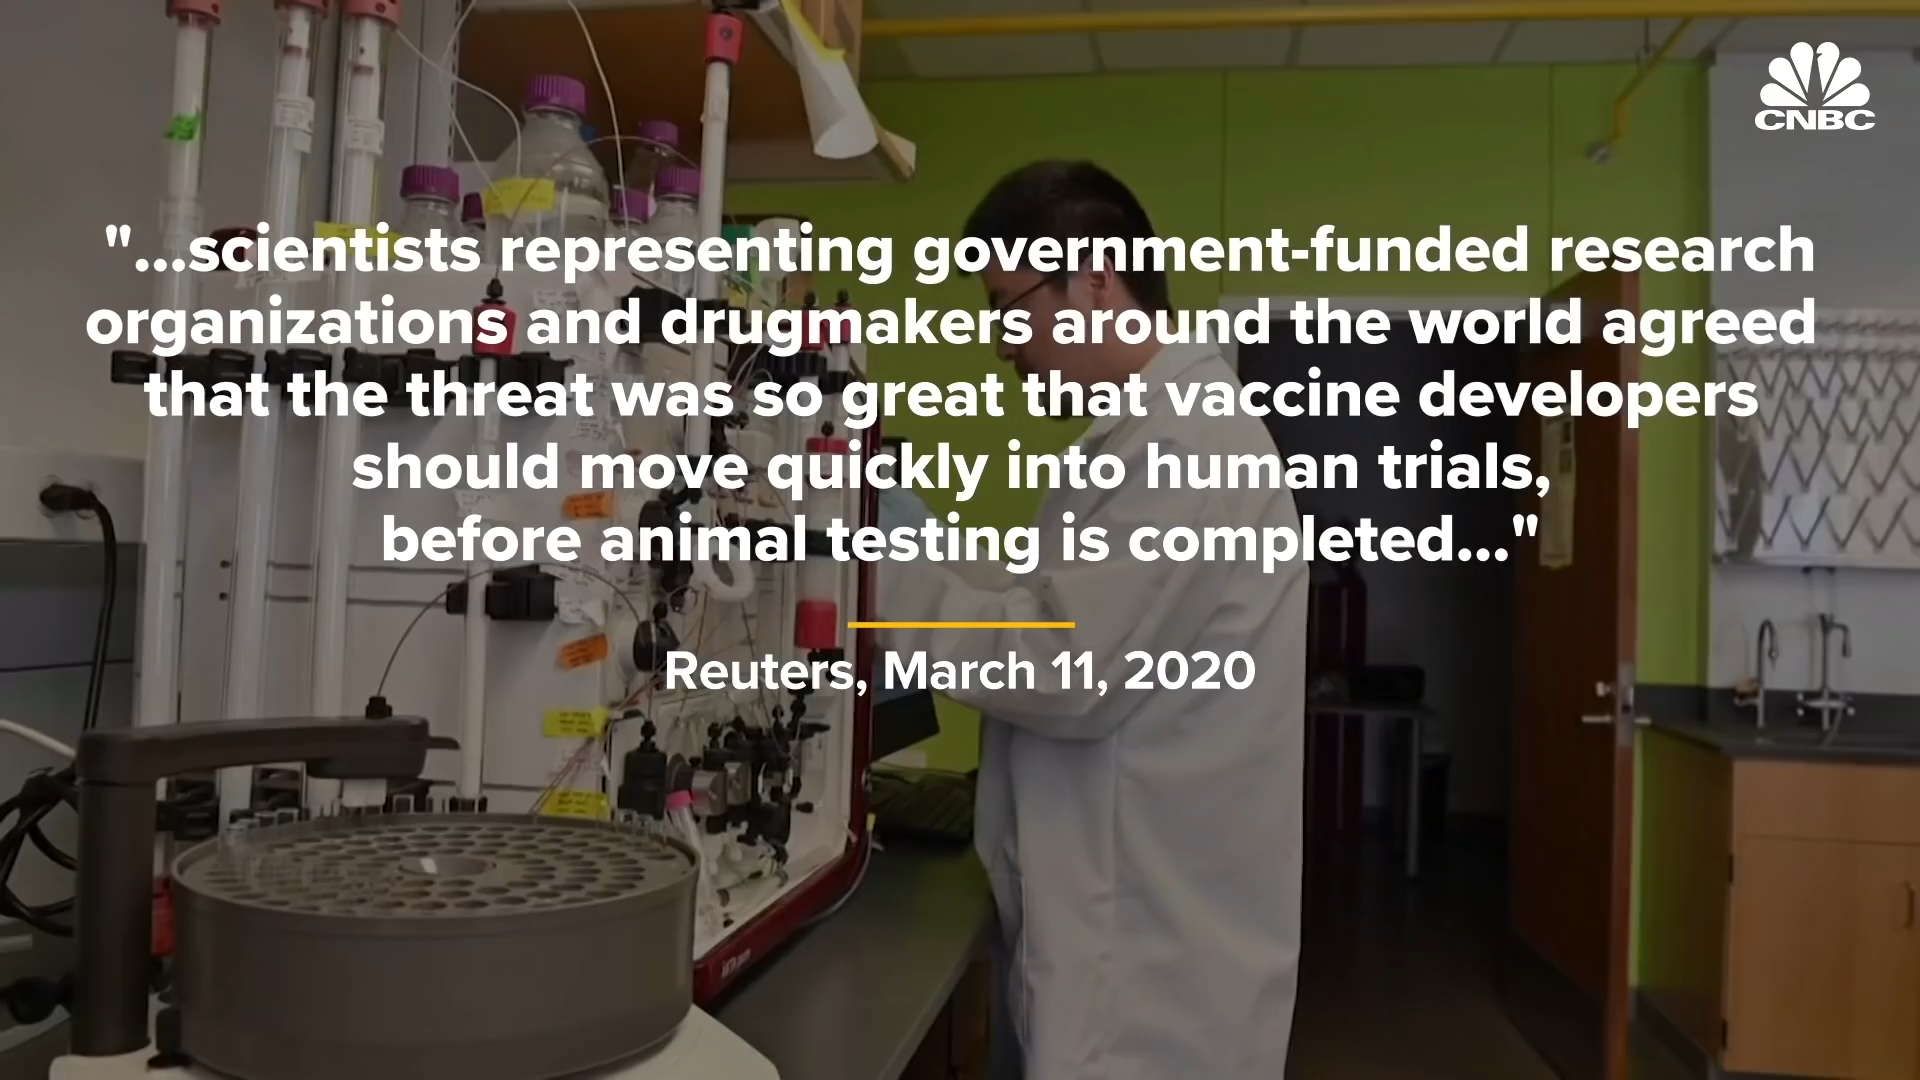 CNBC
"...scientists representing government-funded research
organizations and drugmakers around the world agreed
that the threat was so great that vaccine developers
should move quickly into human trials,
before animal testing is completed..."
Reuters, March 11, 2020